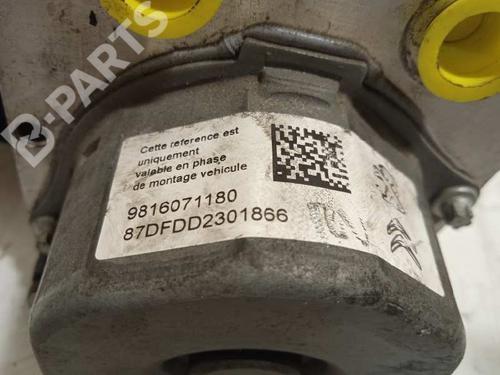 B-PARTS
Cette reference est
uniquement
valable en phase
de montage vehicule
9816071180
87DFDD2301866